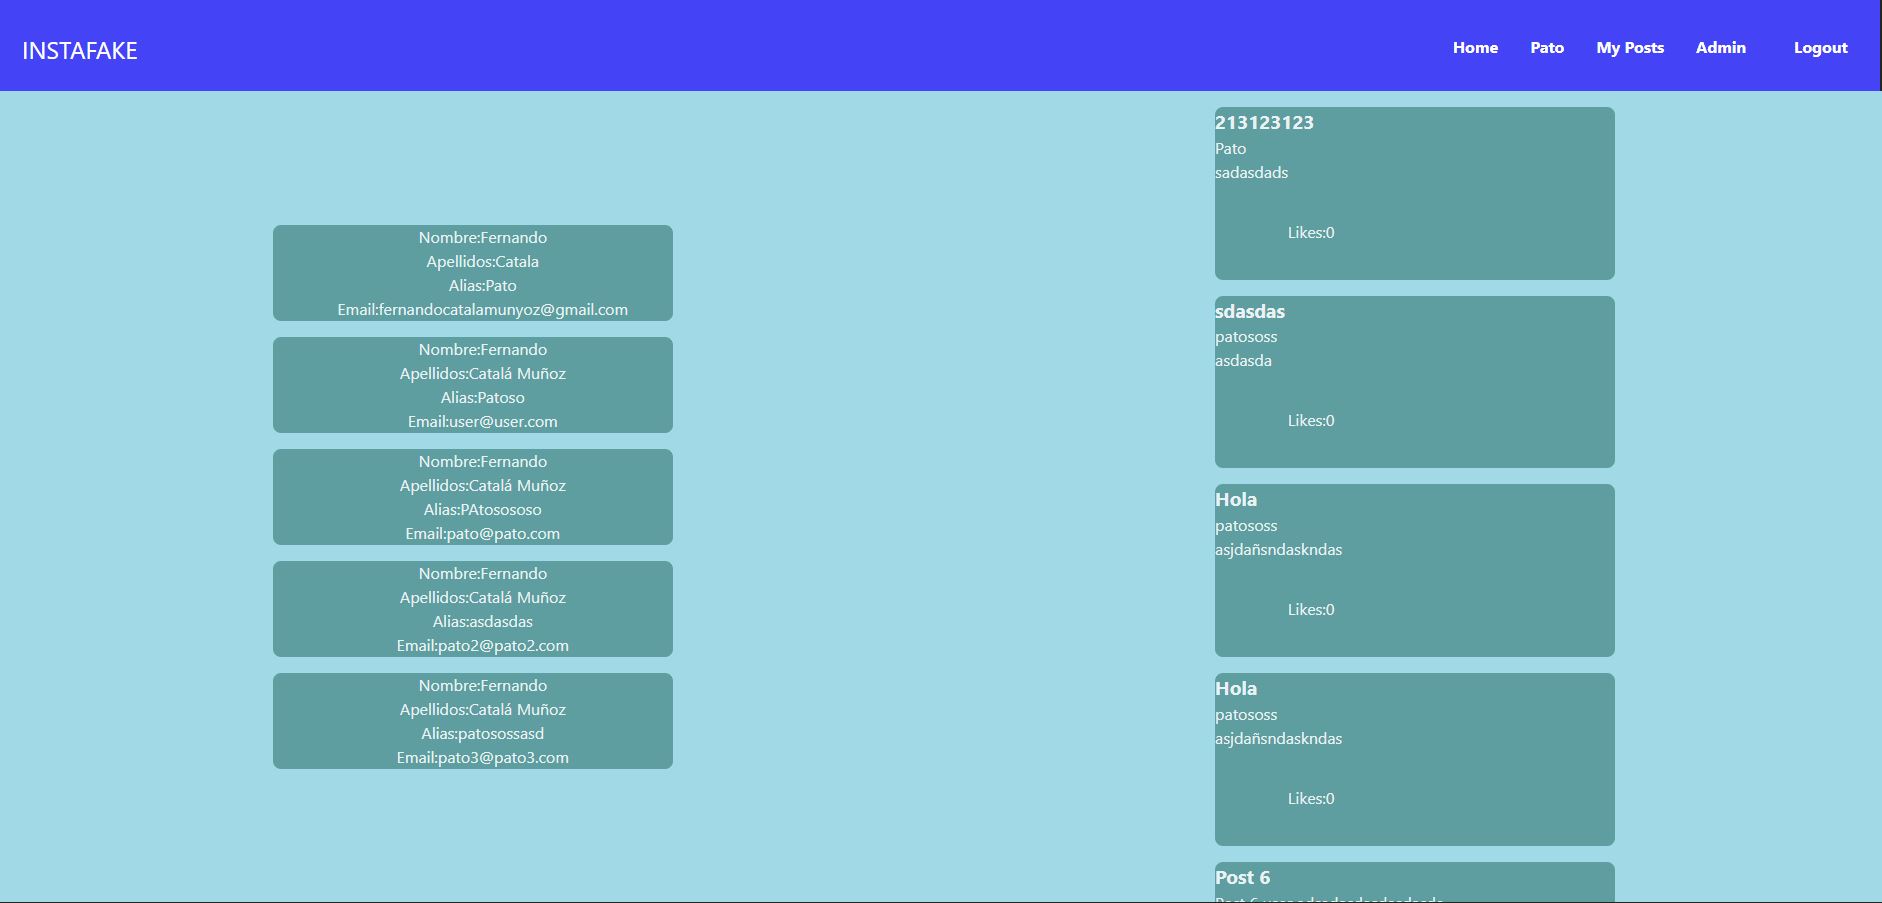 INSTAFAKE
Home
Pato
My Posts
Admin
Logout
Nombre:Fernando
Apellidos:Catala
Alias:Pato
Email:fernandocatalamunyoz@gmail.com
Nombre:Fernando
Apellidos:Catalá Muñoz
Alias:Patoso
Email:user@user.com
Nombre:Fernando
Apellidos:Catalá Muñoz
Alias:PAtosososo
Email:pato@pato.com
Nombre:Fernando
Apellidos:Catalá Muñoz
Alias:asdasdas
Email:pato2@pato2.com
Nombre:Fernando
Apellidos:Catalá Muñoz
Alias:patosossasd
Email:pato3@pato3.com
213123123
Pato
sadasdads
Likes:0
sdasdas
patososs
asdasda
Likes:0
Hola
patososs
asjdañsndaskndas
Likes:0
Hola
patososs
asjdañsndaskndas
Likes:0
Post 6
Post 6